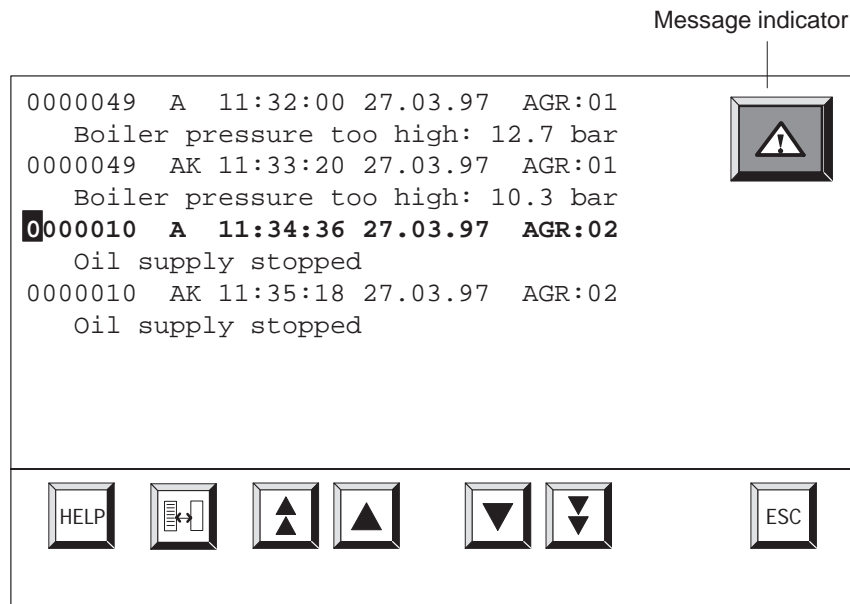 Message indicator
0000049 A 11:32:00 27.03.97 AGR:01
Boiler pressure too high: 12.7 bar
0000049 AK 11:33:20 27.03.97 AGR:01
Boiler pressure too high: 10.3 bar
0000010 A 11:34:36 27.03.97 AGR:02
Oil supply stopped
0000010 AK 11:35:18 27.03.97 AGR:02
Oil supply stopped
HELP
ESC